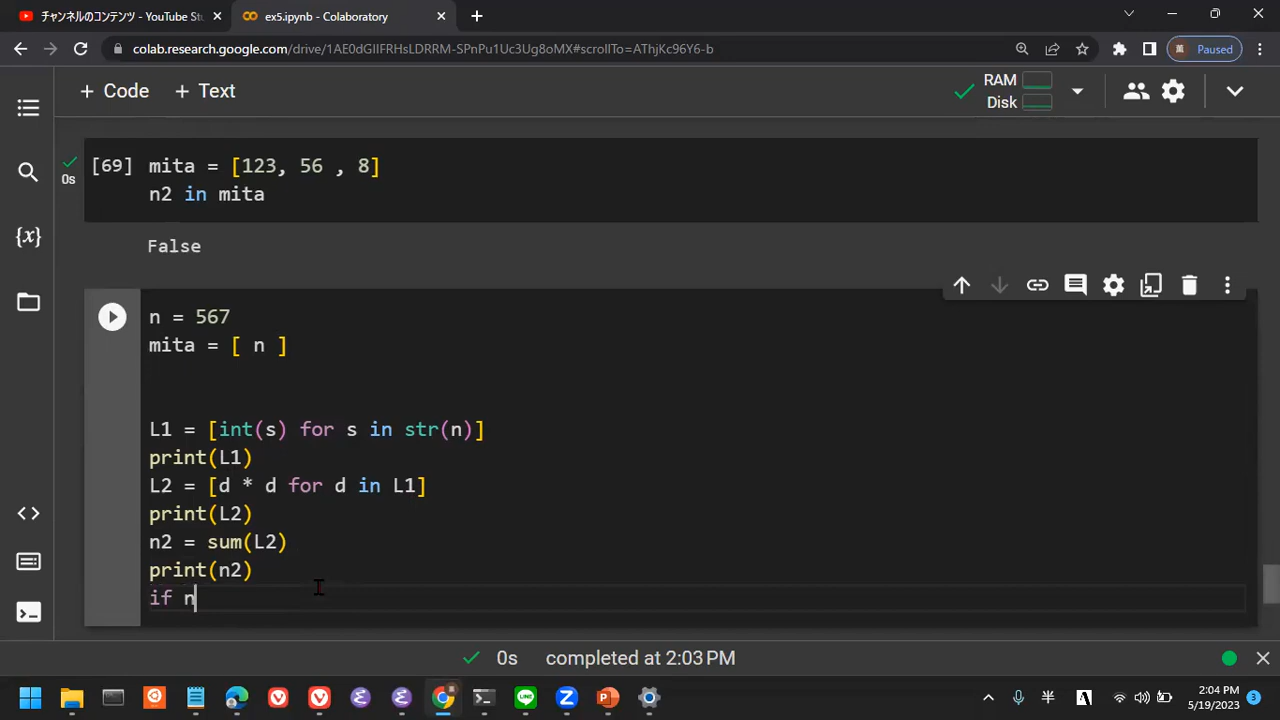 チャンネルのコンテンツ - YouTube St
ex5.ipynb - Colaboratory
colab.research.google.com/drive/1AE0dGIIFRHsLDRRM-SPnPu1Uc3Ug8oMX#scrollTo=AThjKc96Y6-b
Paused
+ Code + Text
RAM
Disk
[69] mita = [123, 56 , 8]
0s
n2 in mita
False
{x}
n = 567
mita = [ n ]
L1 = [int(s) for s in str(n)]
print(L1)
L2 = [d * d for d in L1]
print(L2)
n2 = sum(L2)
print(n2)
if n
0s completed at 2:03 PM
半 A
2:04 PM
5/19/2023
3